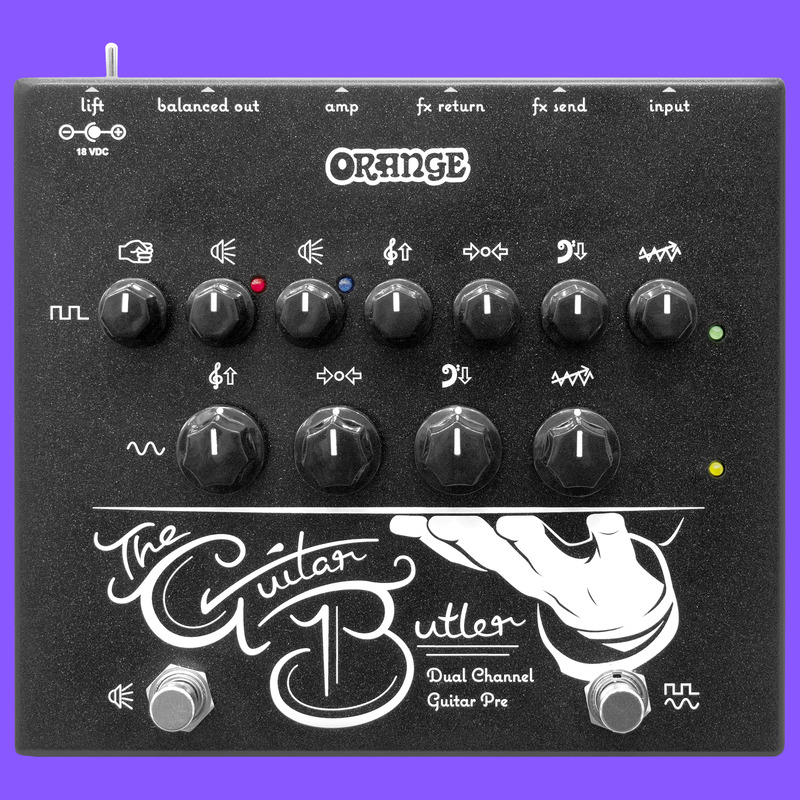 lift balanced out amp fx return fx send input
18 VDC
ORANGE
The Guitar Butler
Dual Channel
Guitar Pre